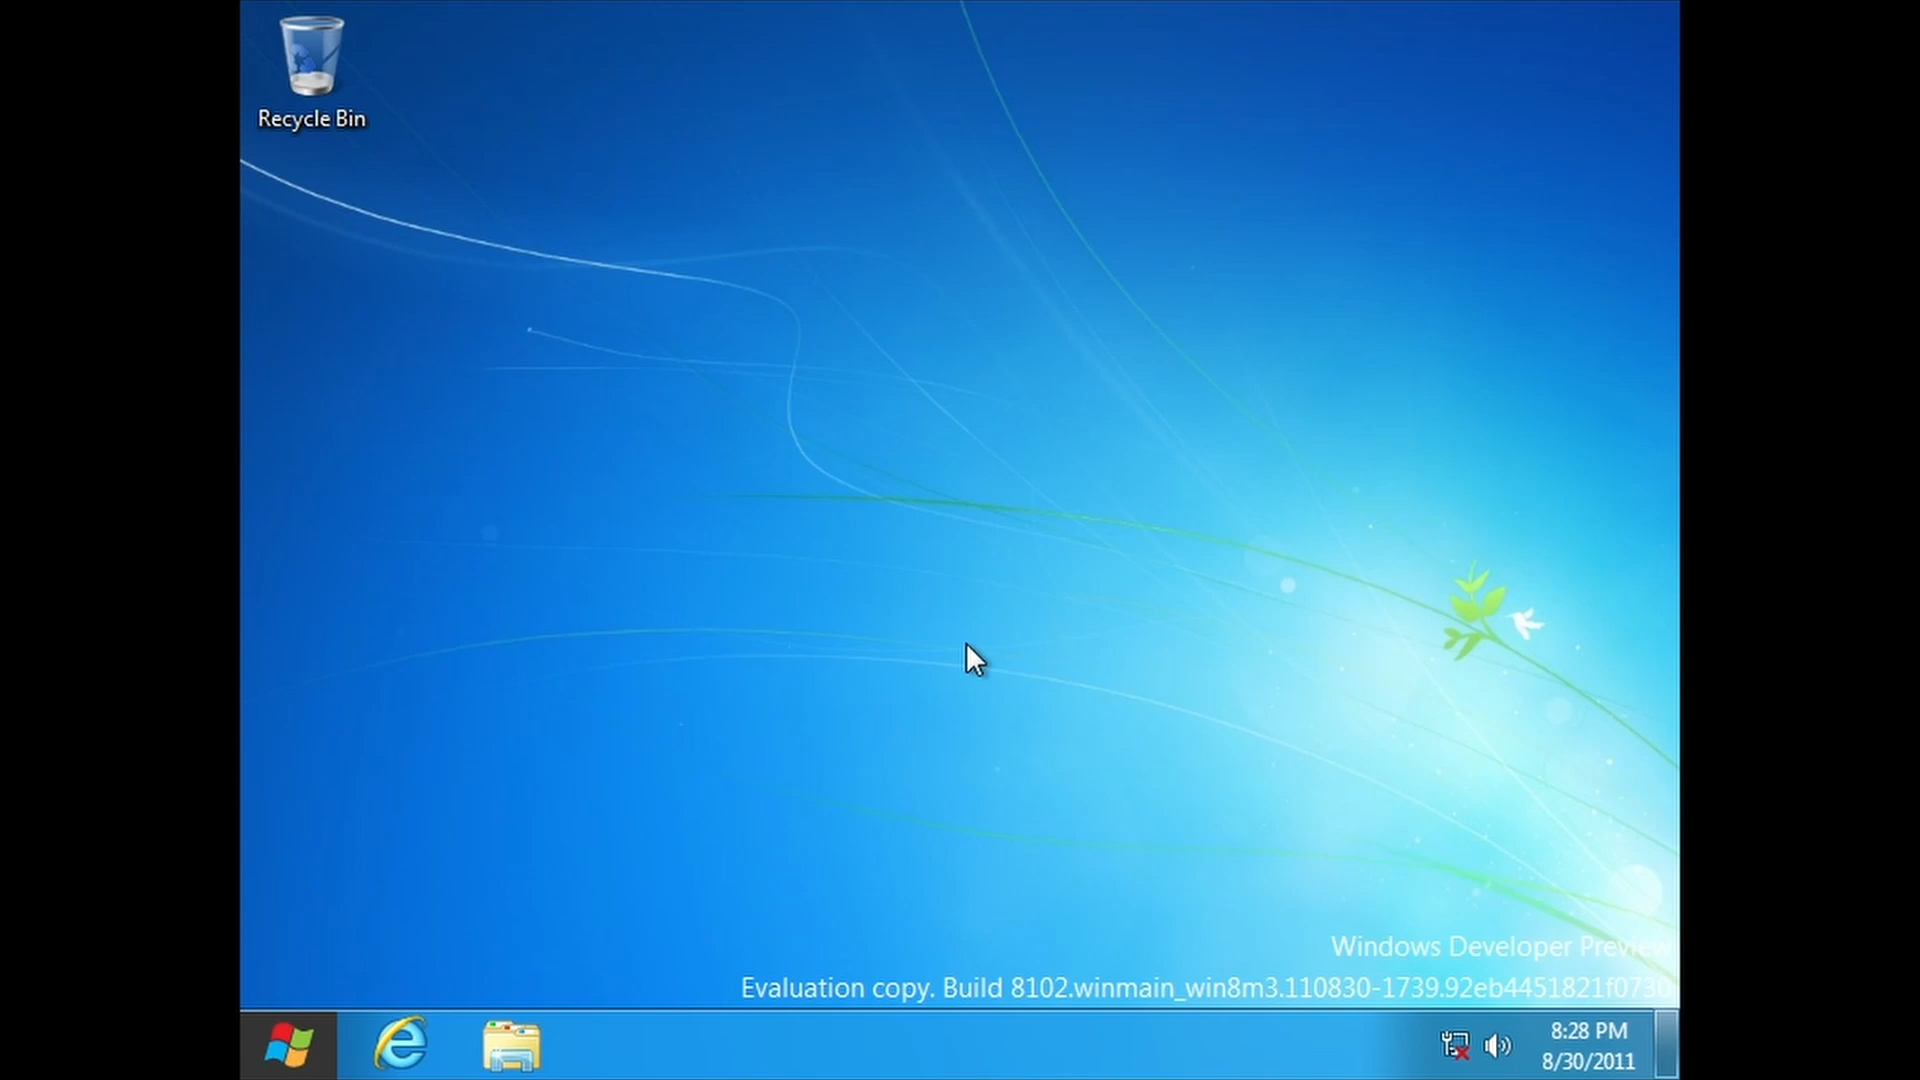 Recycle Bin
Windows Developer Preview
Evaluation copy. Build 8102.winmain_win8m3.110830-1739.92eb4451821f0730
8:28 PM
8/30/2011